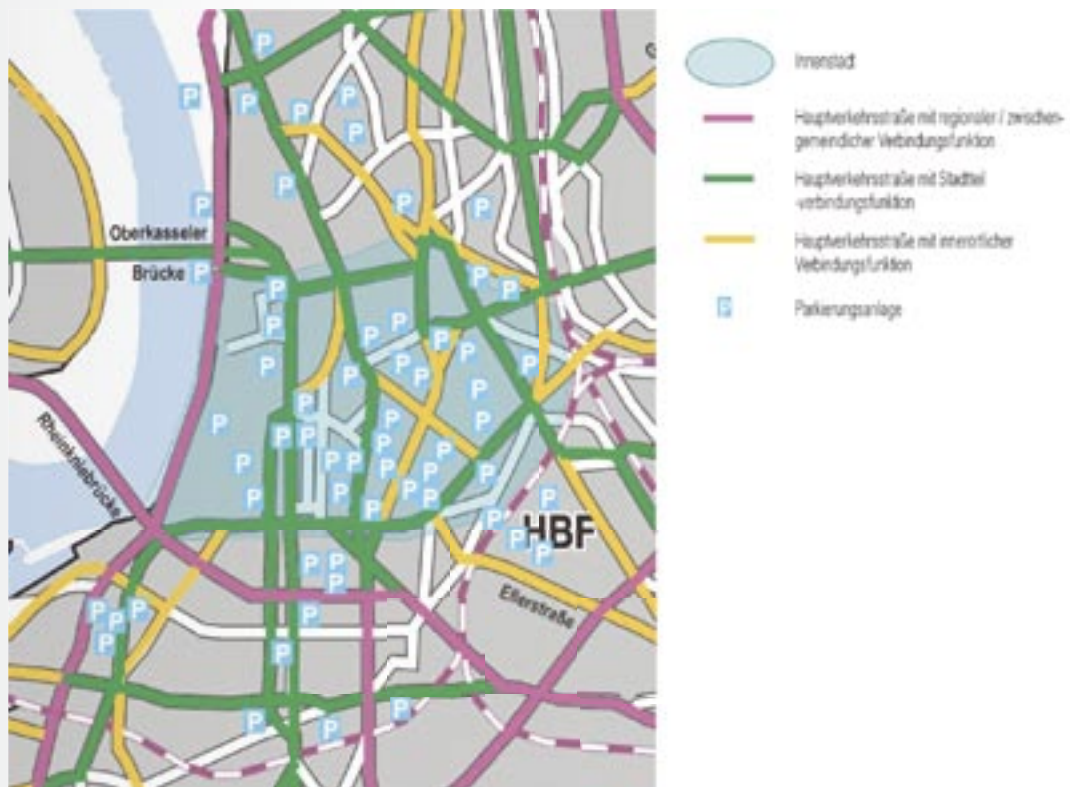 Oberkasseler
Brücke
Rheinkniebrücke
HBF
Ellerstraße
G
Innenstadt
Hauptverkehrsstraße mit regionaler / zwischen-
gemeindlicher Verbindungsfunktion
Hauptverkehrsstraße mit Stadtteil
-verbindungsfunktion
Hauptverkehrsstraße mit innerörtlicher
Verbindungsfunktion
P
Parkierungsanlage